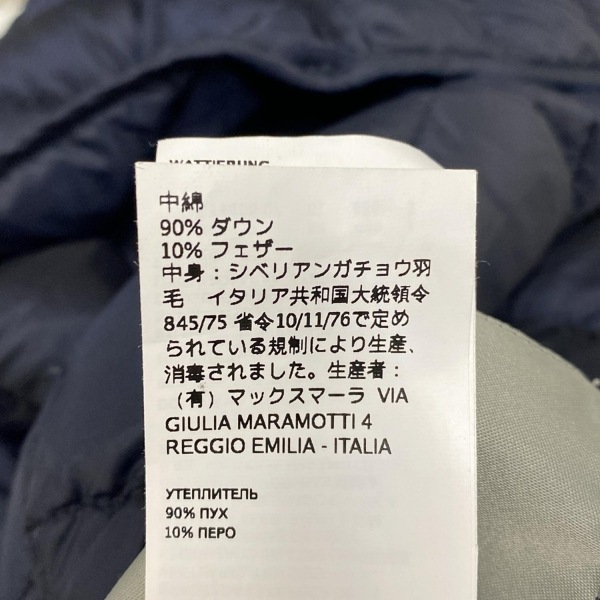 WATTIERUNG
中綿
90% ダウン
10% フェザー
中身：シベリアンガチョウ羽
毛　イタリア共和国大統領令
845/75 省令10/11/76で定め
られている規制により生産、
消毒されました。生産者：
（有）マックスマーラ VIA
GIULIA MARAMOTTI 4
REGGIO EMILIA - ITALIA
УТЕПЛИТЕЛЬ
90% ПУХ
10% ПЕРО